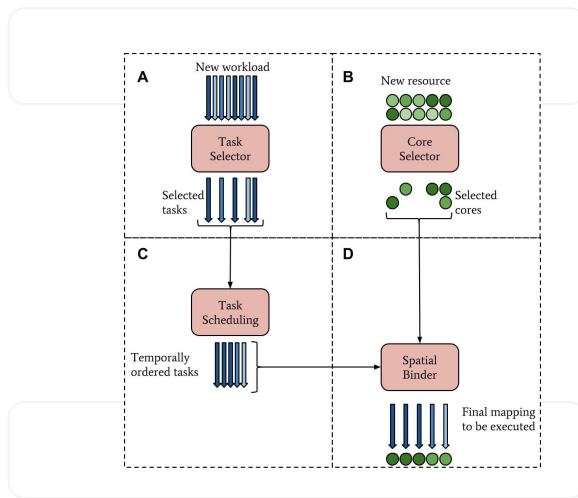 A
New workload
Task
Selector
Selected
tasks
B
New resource
Core
Selector
Selected
cores
C
Task
Scheduling
Temporally
ordered tasks
D
Spatial
Binder
Final mapping
to be executed